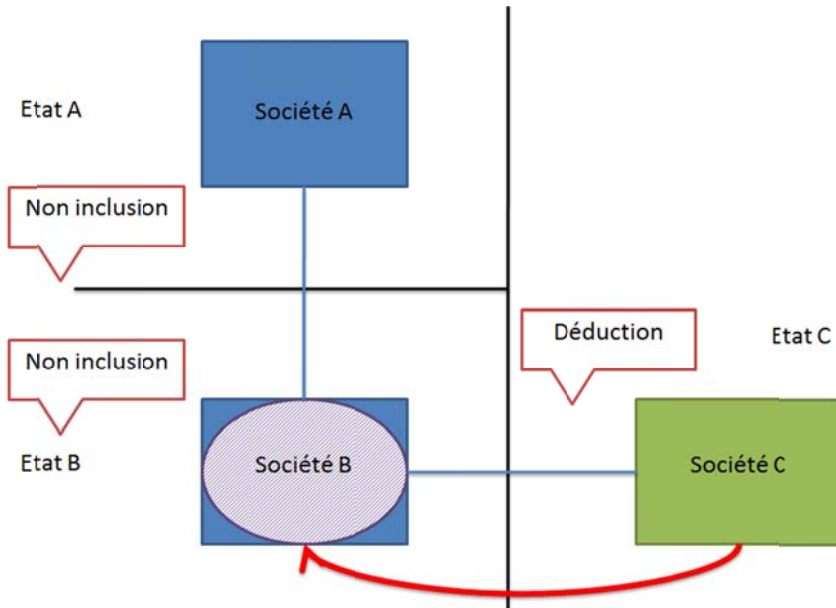 Etat A
Société A
Non inclusion
Non inclusion
Déduction
Etat C
Etat B
Société B
Société C